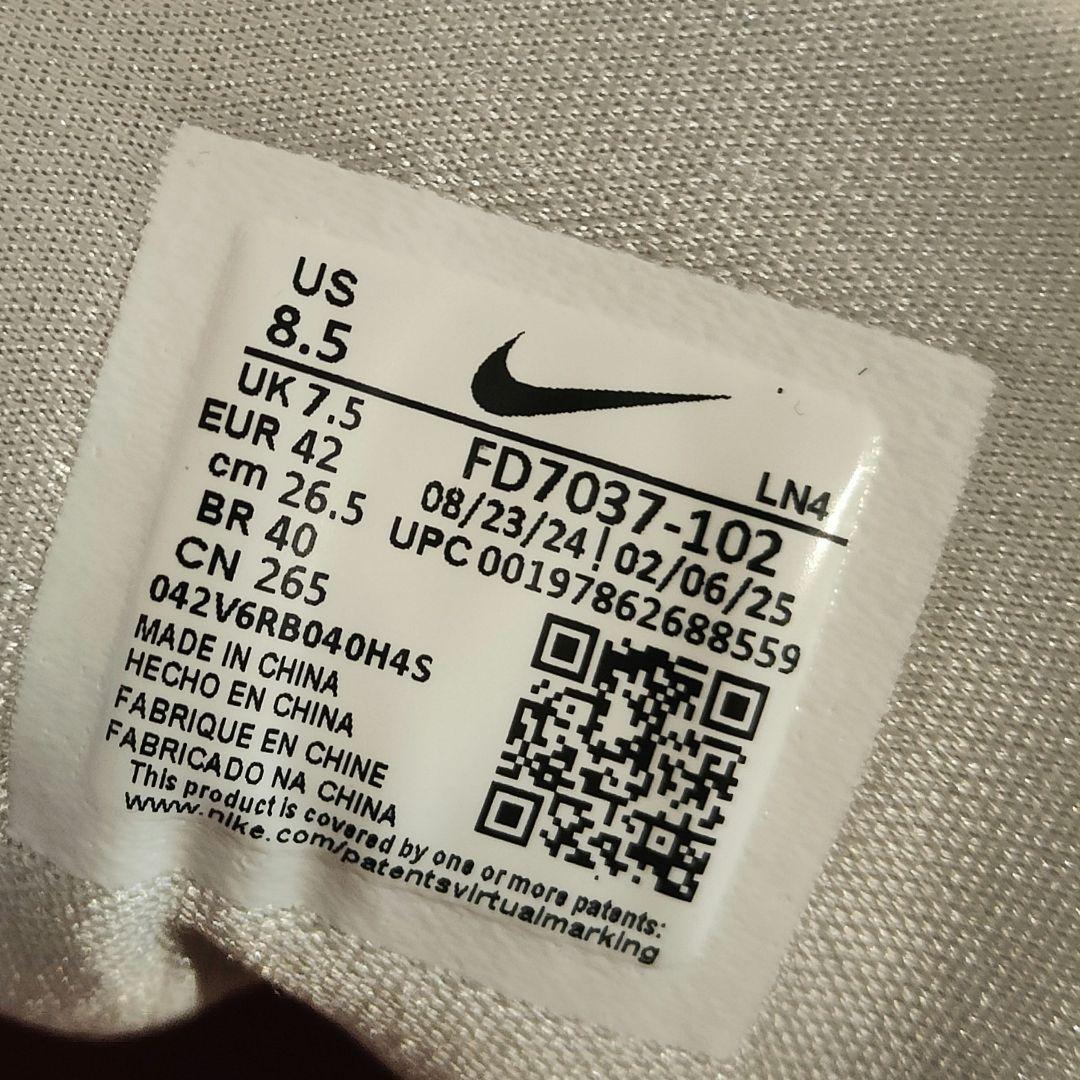 US
8.5
LN4
UK 7.5
EUR 42
cm 26.5
BR 40
CN 265
FD7037-102
08/23/24 | 02/06/25
UPC 00197862688559
042V6RB040H4S
MADE IN CHINA
HECHO EN CHINA
FABRIQUE EN CHINE
FABRICADO NA CHINA
This product is covered by one or more patents:
www.nike.com/patentsvirtualmarking